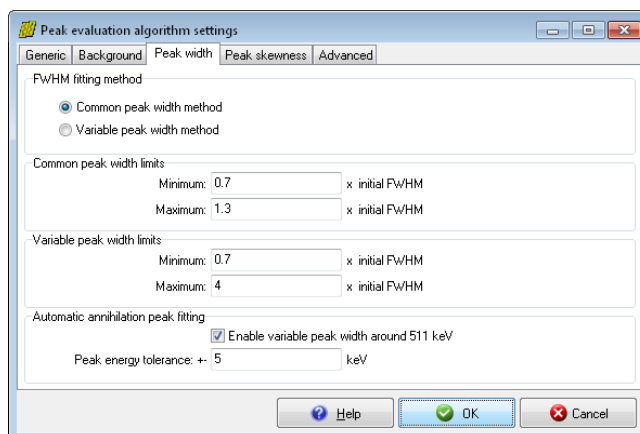 Peak evaluation algorithm settings
Generic Background Peak width Peak skewness Advanced
FWHM fitting method
Common peak width method
Variable peak width method
Common peak width limits
Minimum: 0.7 x initial FWHM
Maximum: 1.3 x initial FWHM
Variable peak width limits
Minimum: 0.7 x initial FWHM
Maximum: 4 x initial FWHM
Automatic annihilation peak fitting
Enable variable peak width around 511 keV
Peak energy tolerance: +- 5 keV
Help OK Cancel